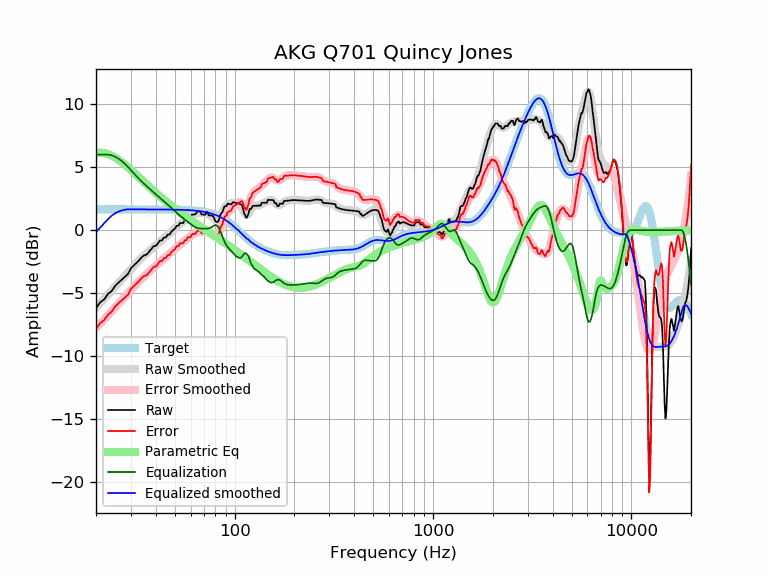 AKG Q701 Quincy Jones
Amplitude (dBr)
10
5
0
−5
−10
−15
−20
Target
Raw Smoothed
Error Smoothed
Raw
Error
Parametric Eq
Equalization
Equalized smoothed
100 1000 10000
Frequency (Hz)